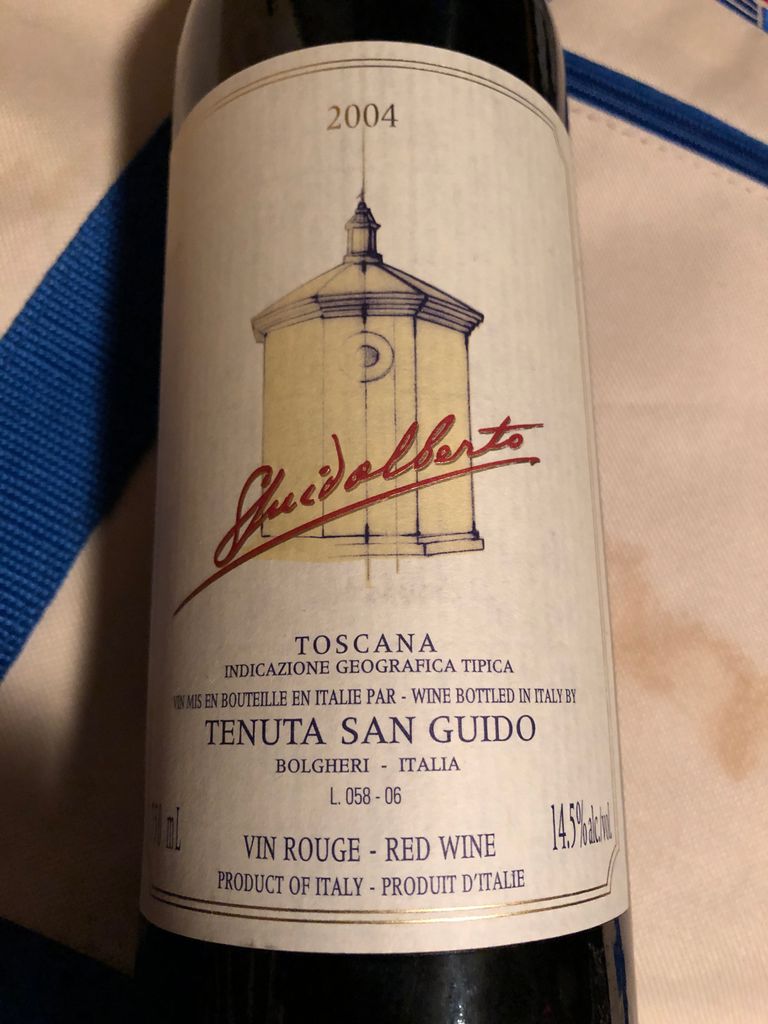 2004
Guidalberto
TOSCANA
INDICAZIONE GEOGRAFICA TIPICA
VIN MIS EN BOUTEILLE EN ITALIE PAR - WINE BOTTLED IN ITALY BY
TENUTA SAN GUIDO
BOLGHERI - ITALIA
L. 058 - 06
mL
14.5% alc./vol.
VIN ROUGE - RED WINE
PRODUCT OF ITALY - PRODUIT D'ITALIE